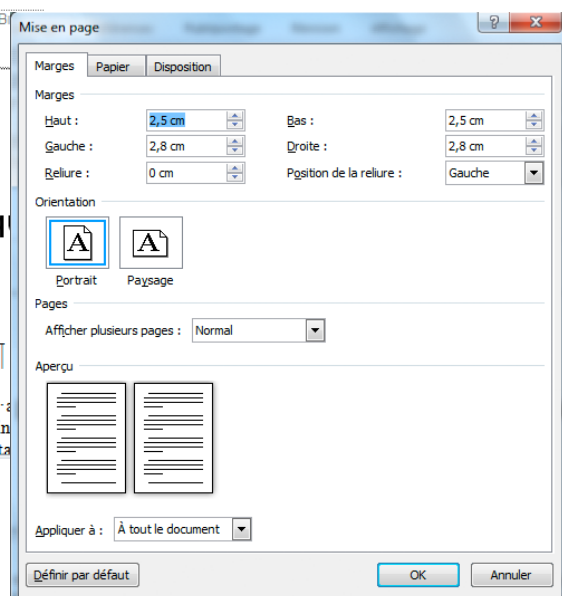 Mise en page
Marges Papier Disposition
Marges
Haut : 2,5 cm Bas : 2,5 cm
Gauche : 2,8 cm Droite : 2,8 cm
Reliure : 0 cm Position de la reliure : Gauche
Orientation
A A
Portrait Paysage
Pages
Afficher plusieurs pages : Normal
Aperçu
Appliquer à : À tout le document
Définir par défaut OK Annuler